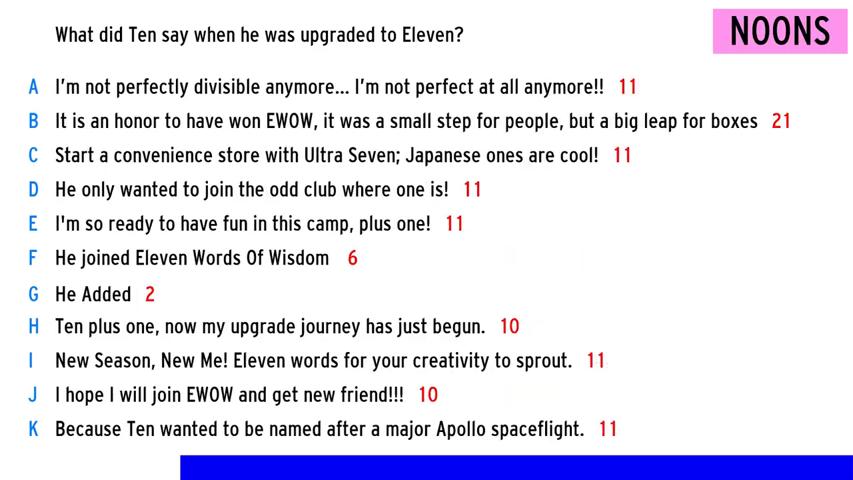 What did Ten say when he was upgraded to Eleven?
NOONS
A I’m not perfectly divisible anymore... I’m not perfect at all anymore!! 11
B It is an honor to have won EWOW, it was a small step for people, but a big leap for boxes 21
C Start a convenience store with Ultra Seven; Japanese ones are cool! 11
D He only wanted to join the odd club where one is! 11
E I'm so ready to have fun in this camp, plus one! 11
F He joined Eleven Words Of Wisdom 6
G He Added 2
H Ten plus one, now my upgrade journey has just begun. 10
I New Season, New Me! Eleven words for your creativity to sprout. 11
J I hope I will join EWOW and get new friend!!! 10
K Because Ten wanted to be named after a major Apollo spaceflight. 11